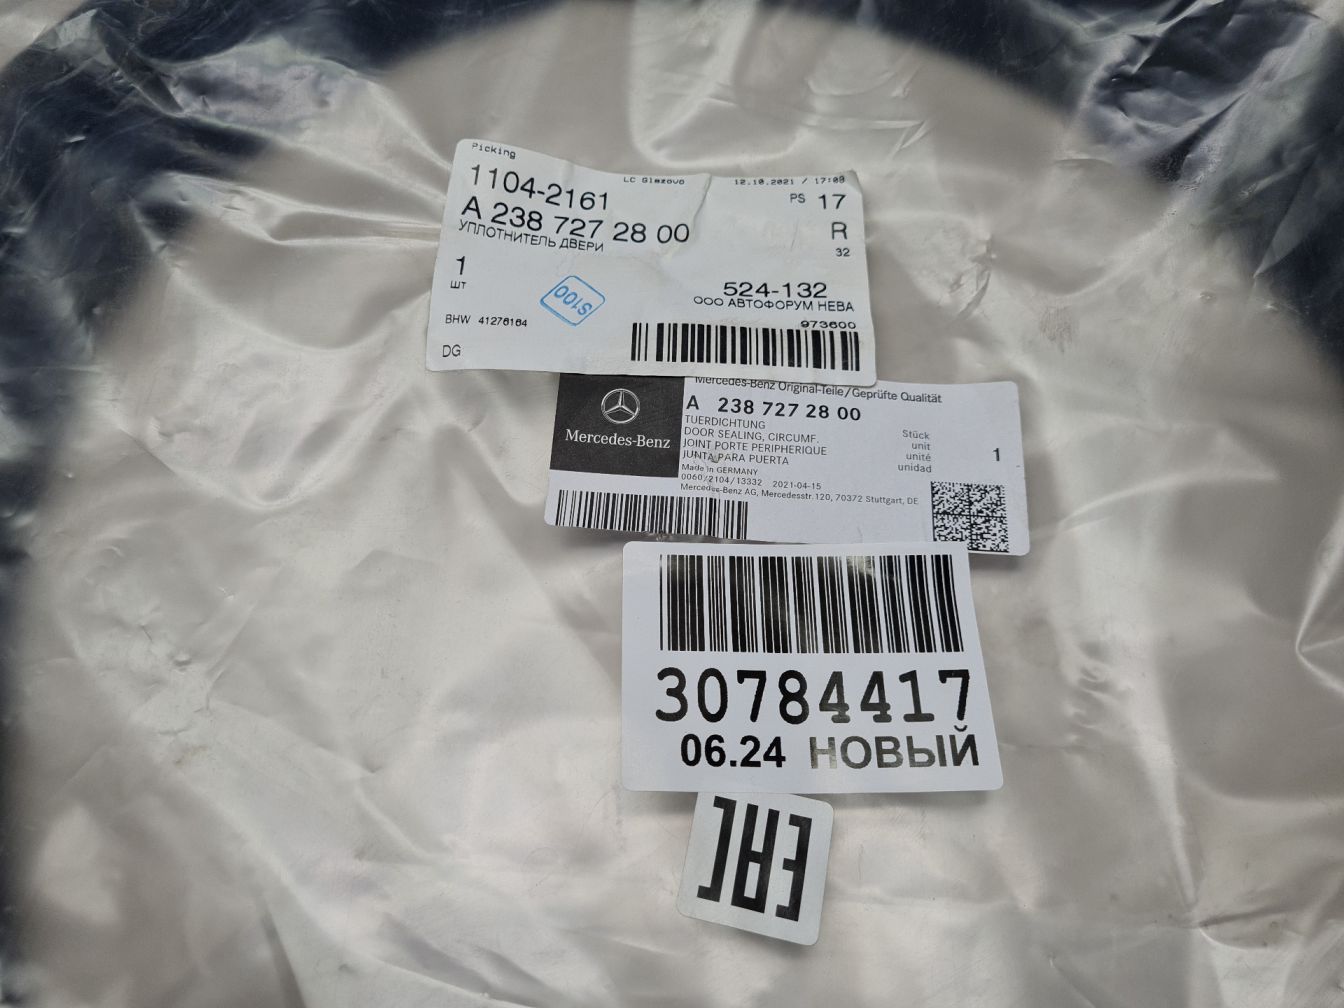 Picking
LC Glazovo 12.10.2021 / 17:09
1104-2161 PS 17
A 238 727 28 00 R
УПЛОТНИТЕЛЬ ДВЕРИ 32
1
шт
S100
524-132
ООО АВТОФОРУМ НЕВА
BHW 41276164 973600
DG
Mercedes-Benz Original-Teile/Geprüfte Qualität
A 238 727 28 00
Mercedes-Benz
TUERDICHTUNG Stück
DOOR SEALING, CIRCUMF. unit
JOINT PORTE PERIPHERIQUE unité 1
JUNTA PARA PUERTA unidad
Made in GERMANY
0060/2104/13332 2021-04-15
Mercedes-Benz AG, Mercedesstr.120, 70372 Stuttgart, DE
30784417
06.24 НОВЫЙ
EAC